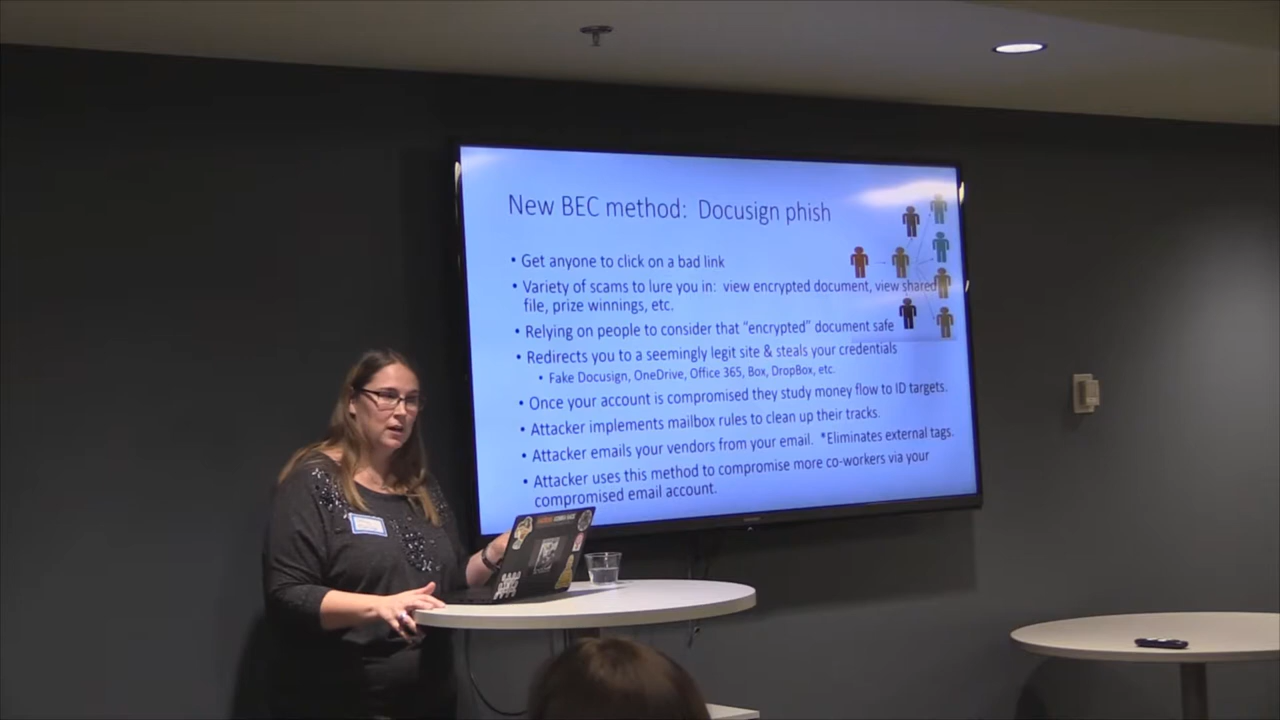 New BEC method: Docusign phish
• Get anyone to click on a bad link
• Variety of scams to lure you in: view encrypted document, view shared
file, prize winnings, etc.
• Relying on people to consider that “encrypted” document safe
• Redirects you to a seemingly legit site & steals your credentials
• Fake Docusign, OneDrive, Office 365, Box, DropBox, etc.
• Once your account is compromised they study money flow to ID targets.
• Attacker implements mailbox rules to clean up their tracks.
• Attacker emails your vendors from your email. *Eliminates external tags.
• Attacker uses this method to compromise more co-workers via your
compromised email account.